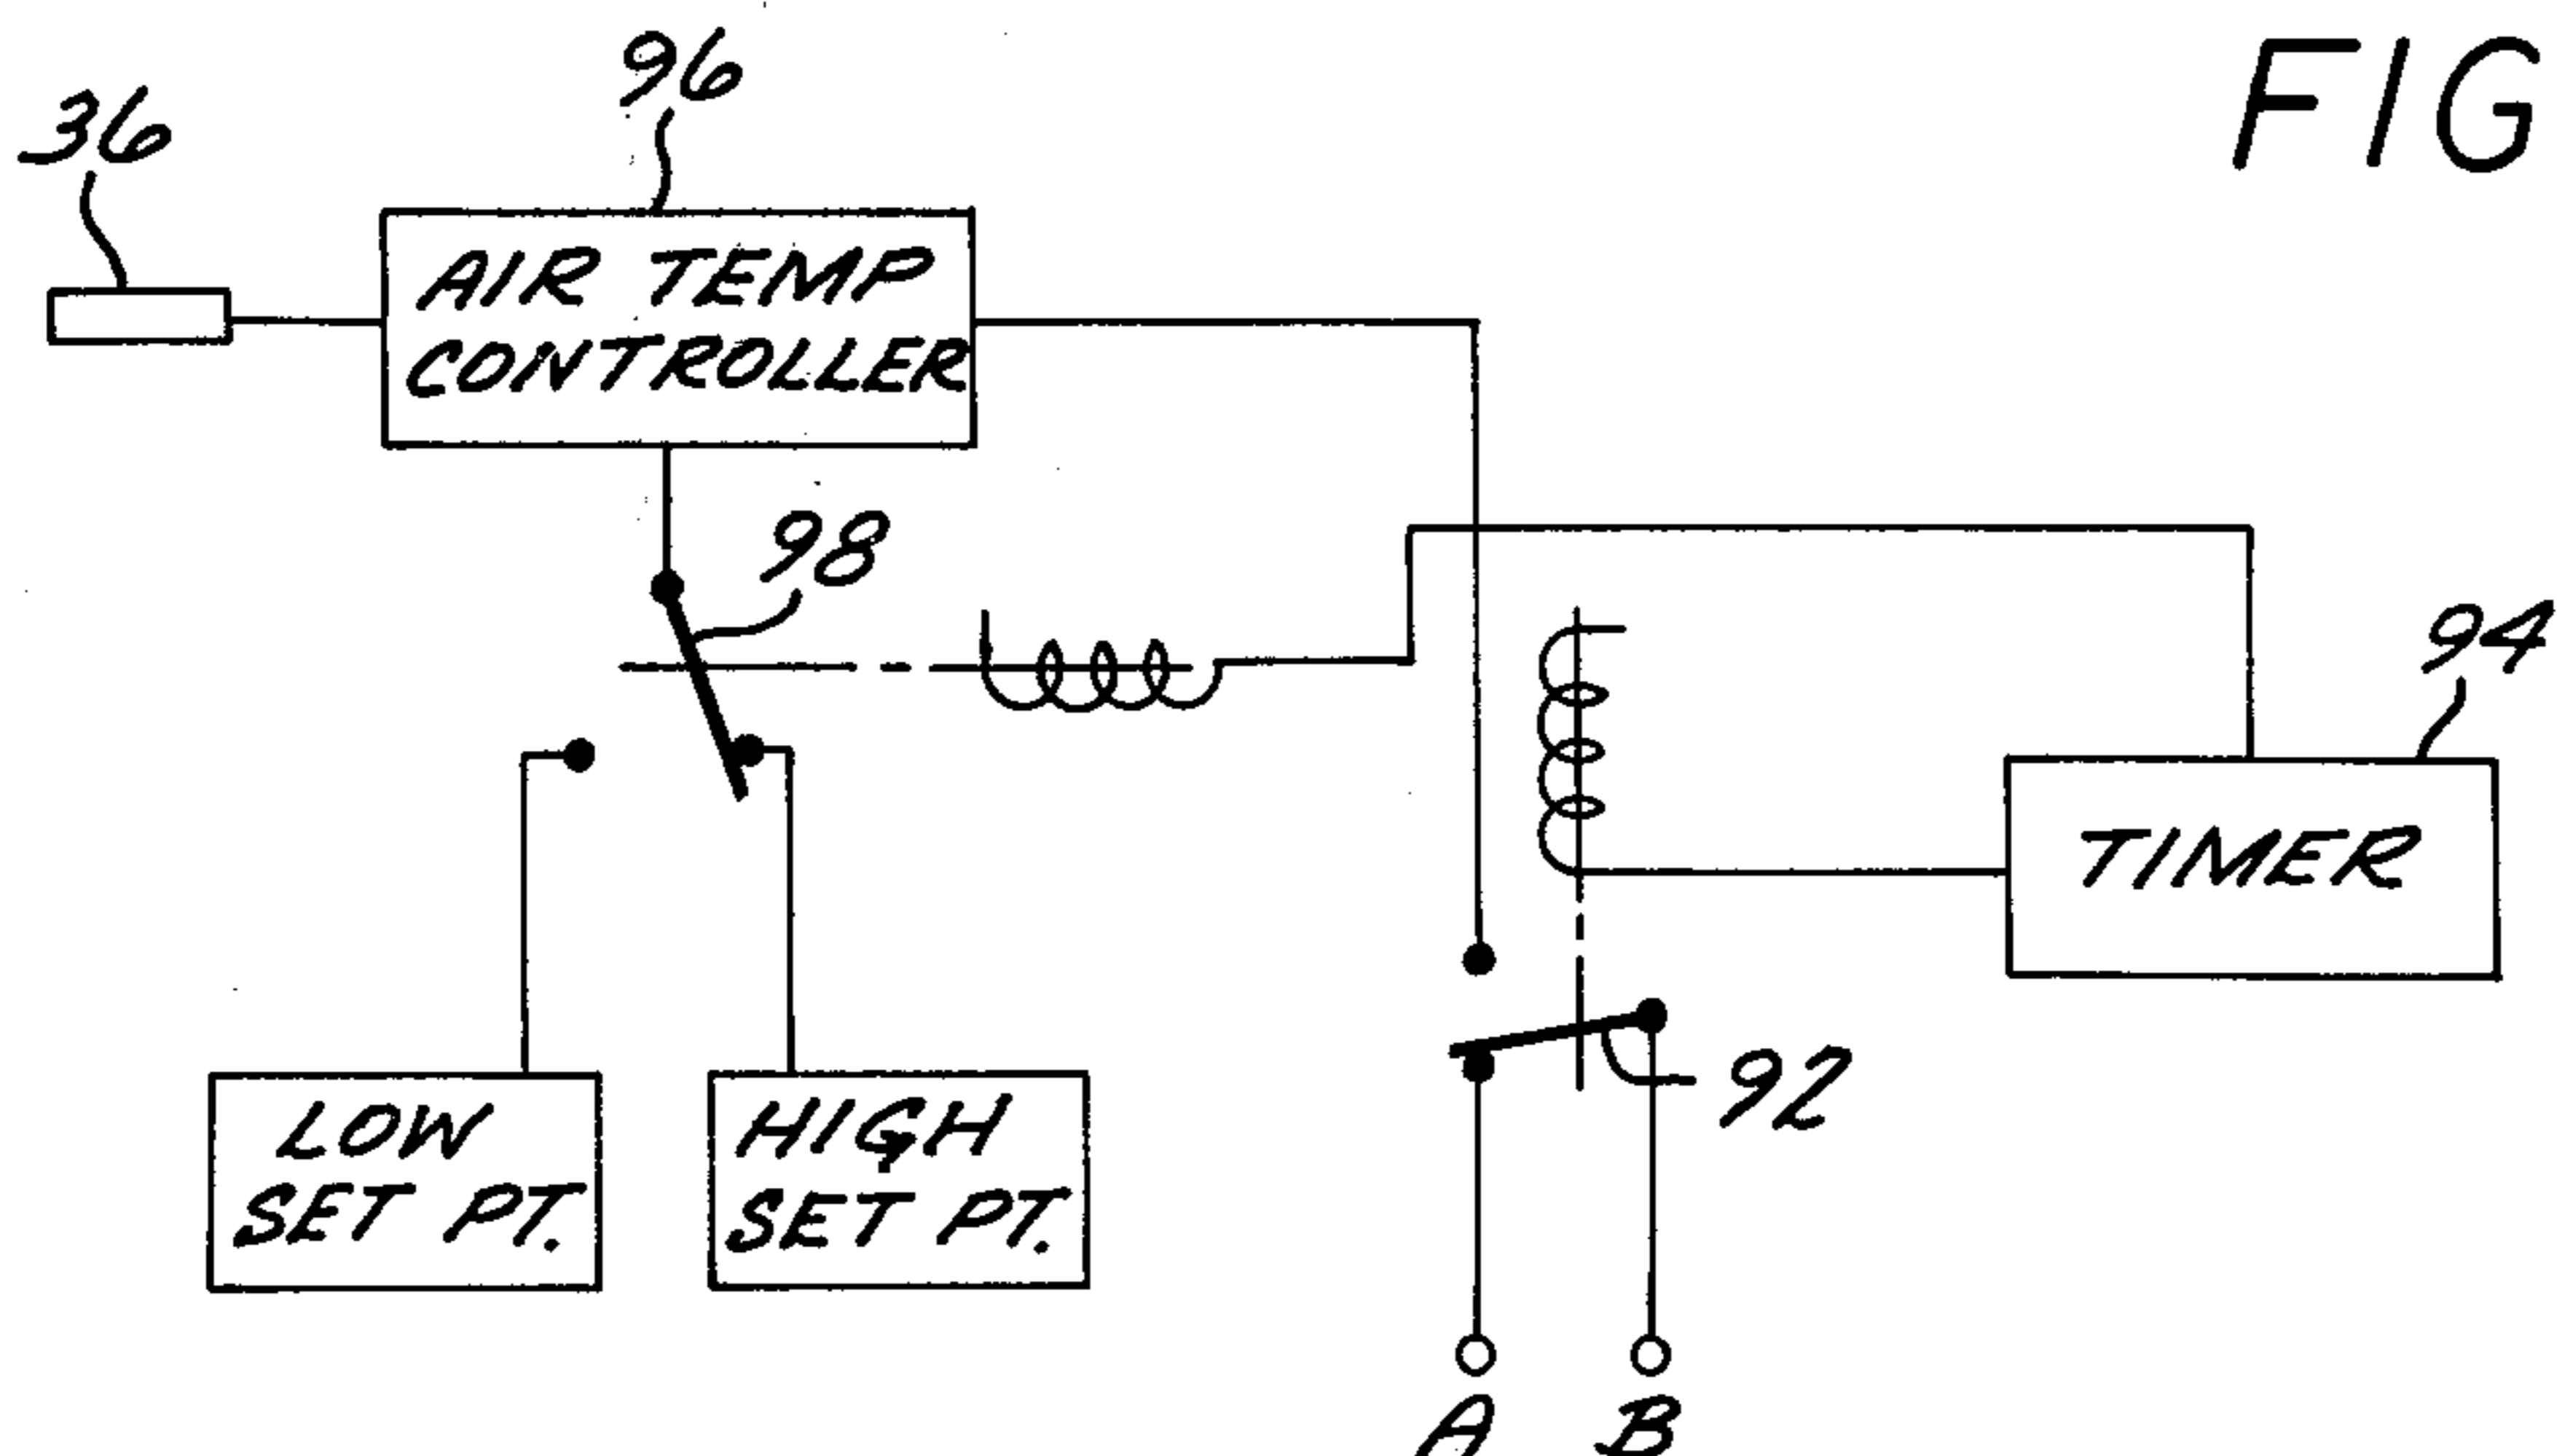 FIG
96
36
AIR TEMP
CONTROLLER
98
94
TIMER
92
LOW
SET PT.
HIGH
SET PT.
A B